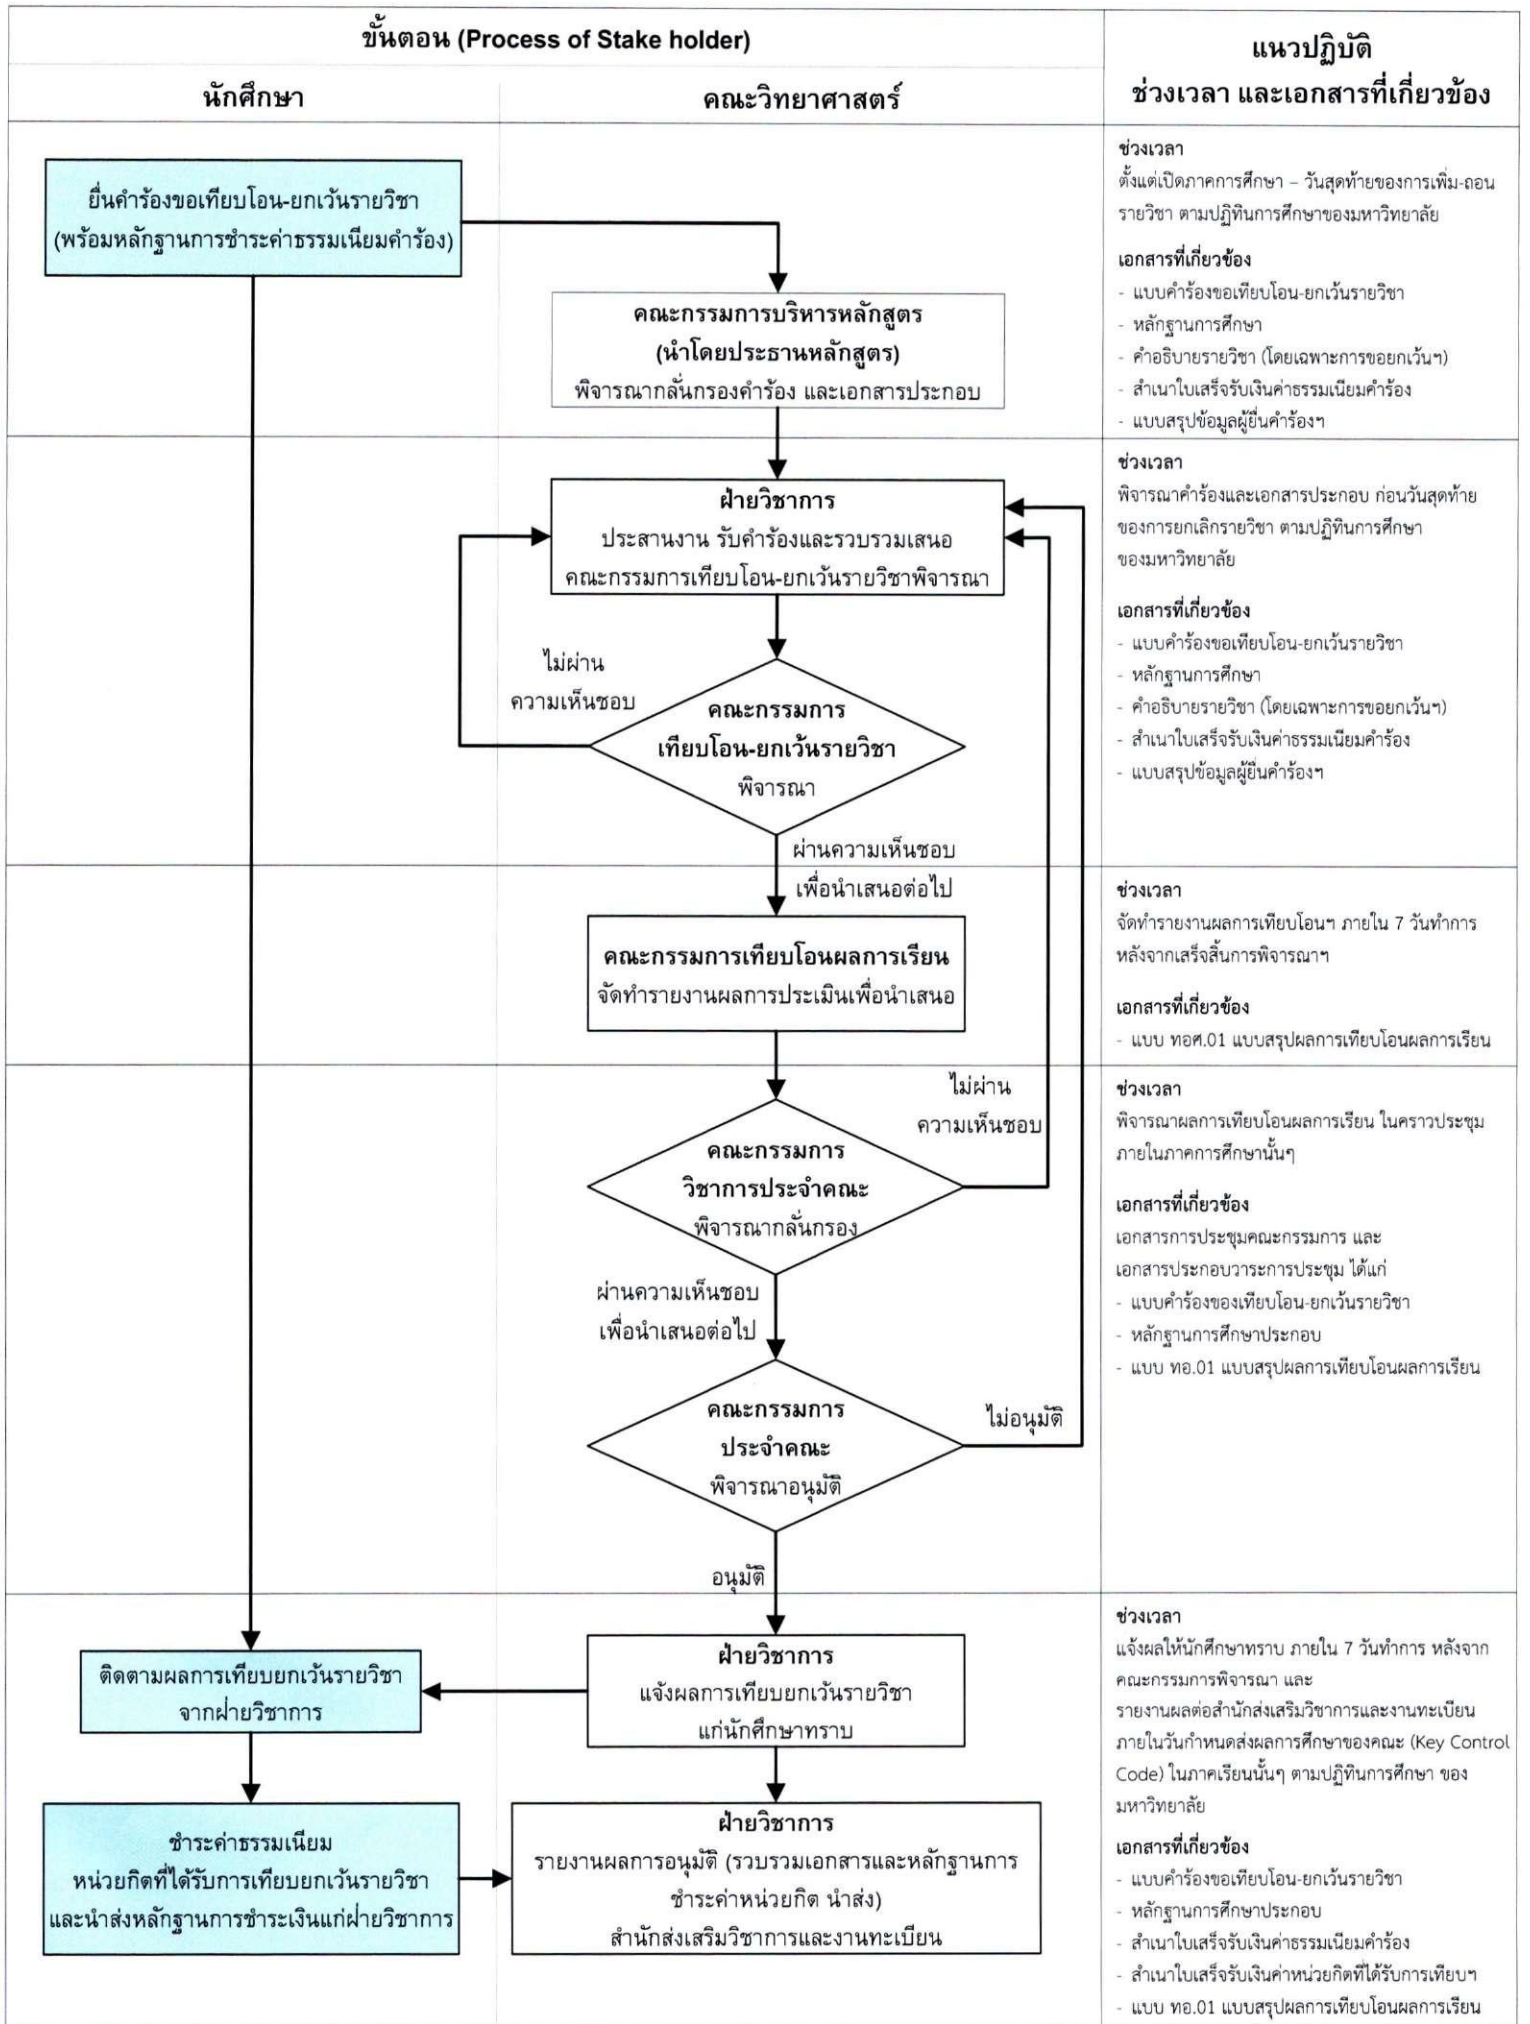 ขั้นตอน (Process of Stake holder)
แนวปฏิบัติ
ช่วงเวลา และเอกสารที่เกี่ยวข้อง
นักศึกษา
คณะวิทยาศาสตร์
ยื่นคำร้องขอเทียบโอน-ยกเว้นรายวิชา
(พร้อมหลักฐานการชำระค่าธรรมเนียมคำร้อง)
คณะกรรมการบริหารหลักสูตร
(นำโดยประธานหลักสูตร)
พิจารณากลั่นกรองคำร้อง และเอกสารประกอบ
ช่วงเวลา
ตั้งแต่เปิดภาคการศึกษา – วันสุดท้ายของการเพิ่ม-ถอน
รายวิชา ตามปฏิทินการศึกษาของมหาวิทยาลัย
เอกสารที่เกี่ยวข้อง
- แบบคำร้องขอเทียบโอน-ยกเว้นรายวิชา
- หลักฐานการศึกษา
- คำอธิบายรายวิชา (โดยเฉพาะการขอยกเว้นฯ)
- สำเนาใบเสร็จรับเงินค่าธรรมเนียมคำร้อง
- แบบสรุปข้อมูลผู้ยื่นคำร้องฯ
ฝ่ายวิชาการ
ประสานงาน รับคำร้องและรวบรวมเสนอ
คณะกรรมการเทียบโอน-ยกเว้นรายวิชาพิจารณา
ไม่ผ่าน
ความเห็นชอบ
คณะกรรมการ
เทียบโอน-ยกเว้นรายวิชา
พิจารณา
ผ่านความเห็นชอบ
เพื่อนำเสนอต่อไป
ช่วงเวลา
พิจารณาคำร้องและเอกสารประกอบ ก่อนวันสุดท้าย
ของการยกเลิกรายวิชา ตามปฏิทินการศึกษา
ของมหาวิทยาลัย
เอกสารที่เกี่ยวข้อง
- แบบคำร้องขอเทียบโอน-ยกเว้นรายวิชา
- หลักฐานการศึกษา
- คำอธิบายรายวิชา (โดยเฉพาะการขอยกเว้นฯ)
- สำเนาใบเสร็จรับเงินค่าธรรมเนียมคำร้อง
- แบบสรุปข้อมูลผู้ยื่นคำร้องฯ
คณะกรรมการเทียบโอนผลการเรียน
จัดทำรายงานผลการประเมินเพื่อนำเสนอ
ช่วงเวลา
จัดทำรายงานผลการเทียบโอนฯ ภายใน 7 วันทำการ
หลังจากเสร็จสิ้นการพิจารณาฯ
เอกสารที่เกี่ยวข้อง
- แบบ ทอศ.01 แบบสรุปผลการเทียบโอนผลการเรียน
ไม่ผ่าน
ความเห็นชอบ
คณะกรรมการ
วิชาการประจำคณะ
พิจารณากลั่นกรอง
ผ่านความเห็นชอบ
เพื่อนำเสนอต่อไป
คณะกรรมการ
ประจำคณะ
พิจารณาอนุมัติ
ไม่อนุมัติ
อนุมัติ
ช่วงเวลา
พิจารณาผลการเทียบโอนผลการเรียน ในคราวประชุม
ภายในภาคการศึกษานั้นๆ
เอกสารที่เกี่ยวข้อง
เอกสารการประชุมคณะกรรมการ และ
เอกสารประกอบวาระการประชุม ได้แก่
- แบบคำร้องของเทียบโอน-ยกเว้นรายวิชา
- หลักฐานการศึกษาประกอบ
- แบบ ทอ.01 แบบสรุปผลการเทียบโอนผลการเรียน
ติดตามผลการเทียบยกเว้นรายวิชา
จากฝ่ายวิชาการ
ฝ่ายวิชาการ
แจ้งผลการเทียบยกเว้นรายวิชา
แก่นักศึกษาทราบ
ชำระค่าธรรมเนียม
หน่วยกิตที่ได้รับการเทียบยกเว้นรายวิชา
และนำส่งหลักฐานการชำระเงินแก่ฝ่ายวิชาการ
ฝ่ายวิชาการ
รายงานผลการอนุมัติ (รวบรวมเอกสารและหลักฐานการ
ชำระค่าหน่วยกิต นำส่ง)
สำนักส่งเสริมวิชาการและงานทะเบียน
ช่วงเวลา
แจ้งผลให้นักศึกษาทราบ ภายใน 7 วันทำการ หลังจาก
คณะกรรมการพิจารณา และ
รายงานผลต่อสำนักส่งเสริมวิชาการและงานทะเบียน
ภายในวันกำหนดส่งผลการศึกษาของคณะ (Key Control
Code) ในภาคเรียนนั้นๆ ตามปฏิทินการศึกษา ของ
มหาวิทยาลัย
เอกสารที่เกี่ยวข้อง
- แบบคำร้องขอเทียบโอน-ยกเว้นรายวิชา
- หลักฐานการศึกษาประกอบ
- สำเนาใบเสร็จรับเงินค่าธรรมเนียมคำร้อง
- สำเนาใบเสร็จรับเงินค่าหน่วยกิตที่ได้รับการเทียบฯ
- แบบ ทอ.01 แบบสรุปผลการเทียบโอนผลการเรียน